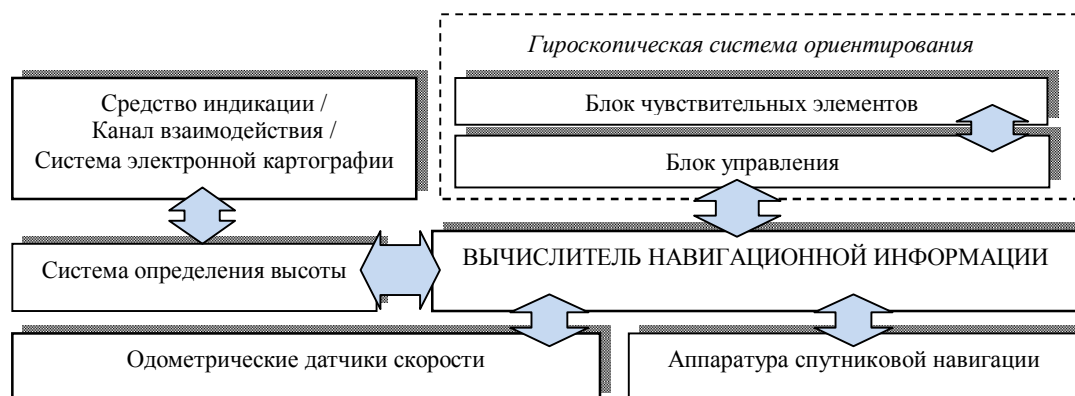 Гироскопическая система ориентирования
Средство индикации /
Канал взаимодействия /
Система электронной картографии
Блок чувствительных элементов
Блок управления
Система определения высоты
ВЫЧИСЛИТЕЛЬ НАВИГАЦИОННОЙ ИНФОРМАЦИИ
Одометрические датчики скорости
Аппаратура спутниковой навигации